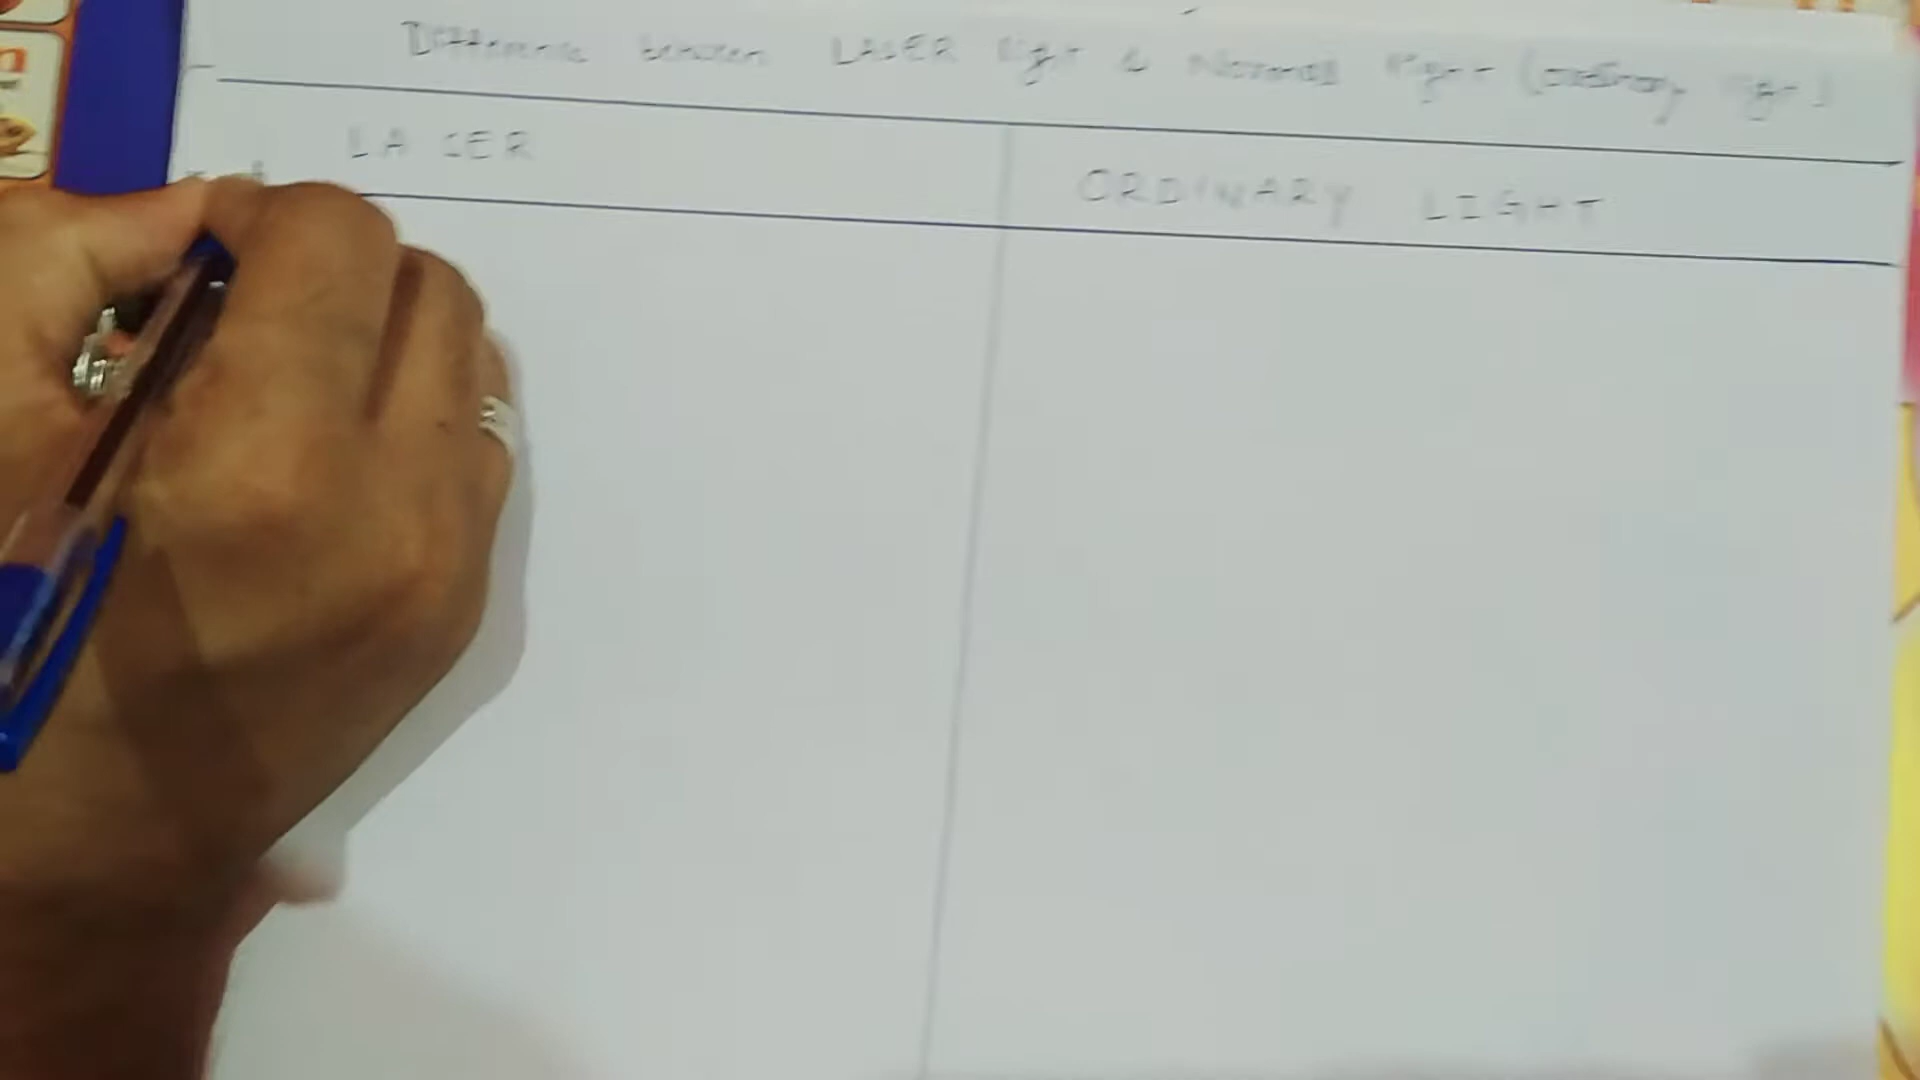 Difference between LASER light & Normal light (ordinary light)
LASER
ORDINARY LIGHT